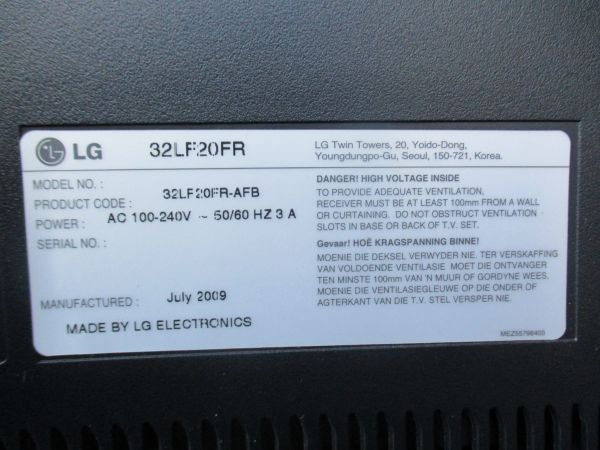 LG 32LF20FR
LG Twin Towers, 20, Yoido-Dong,
Youngdungpo-Gu, Seoul, 150-721, Korea.
MODEL NO. :
PRODUCT CODE : 32LF20FR-AFB
POWER : AC 100-240V ~ 50/60 HZ 3 A
SERIAL NO. :
MANUFACTURED : July 2009
MADE BY LG ELECTRONICS
DANGER! HIGH VOLTAGE INSIDE
TO PROVIDE ADEQUATE VENTILATION,
RECEIVER MUST BE AT LEAST 100mm FROM A WALL
OR CURTAINING. DO NOT OBSTRUCT VENTILATION
SLOTS IN BASE OR BACK OF T.V. SET.
Gevaar! HOË KRAGSPANNING BINNE!
MOENIE DIE DEKSEL VERWYDER NIE. TER VERSKAFFING
VAN VOLDOENDE VENTILASIE MOET DIE ONTVANGER
TEN MINSTE 100mm VAN 'N MUUR OF GORDYNE WEES.
MOENIE DIE VENTILASIEGLEUWE OP DIE ONDER OF
AGTERKANT VAN DIE T.V. STEL VERSPER NIE.
MEZ55798403